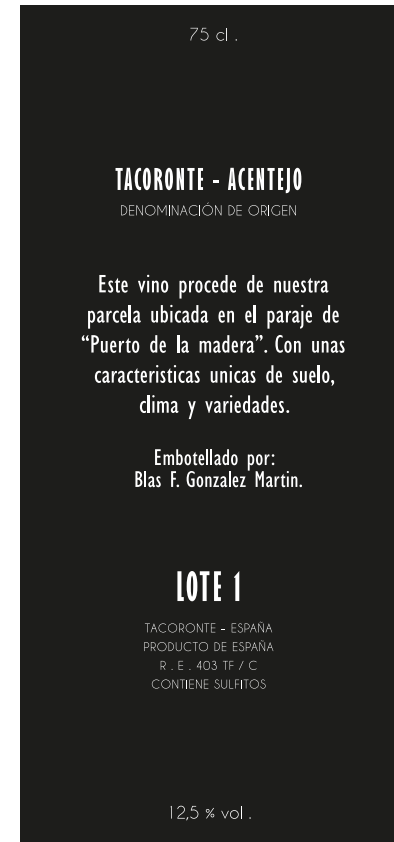 75 cl .
TACORONTE - ACENTEJO
DENOMINACIÓN DE ORIGEN
Este vino procede de nuestra
parcela ubicada en el paraje de
“Puerto de la madera”. Con unas
caracteristicas unicas de suelo,
clima y variedades.
Embotellado por:
Blas F. Gonzalez Martin.
LOTE 1
TACORONTE - ESPAÑA
PRODUCTO DE ESPAÑA
R . E . 403 TF / C
CONTIENE SULFITOS
12,5 % vol .